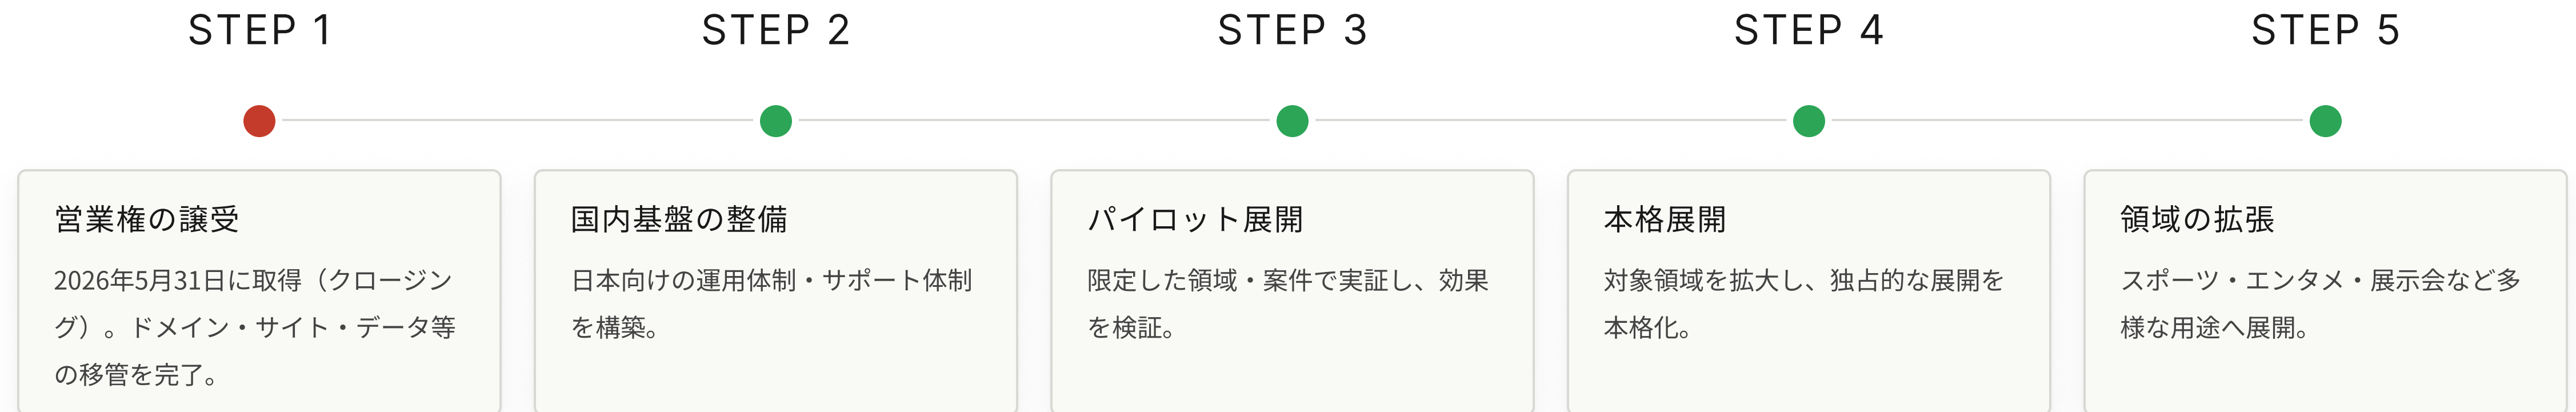 STEP 1
STEP 2
STEP 3
STEP 4
STEP 5
営業権の譲受
2026年5月31日に取得（クロージン
グ）。ドメイン・サイト・データ等
の移管を完了。
国内基盤の整備
日本向けの運用体制・サポート体制
を構築。
パイロット展開
限定した領域・案件で実証し、効果
を検証。
本格展開
対象領域を拡大し、独占的な展開を
本格化。
領域の拡張
スポーツ・エンタメ・展示会など多
様な用途へ展開。